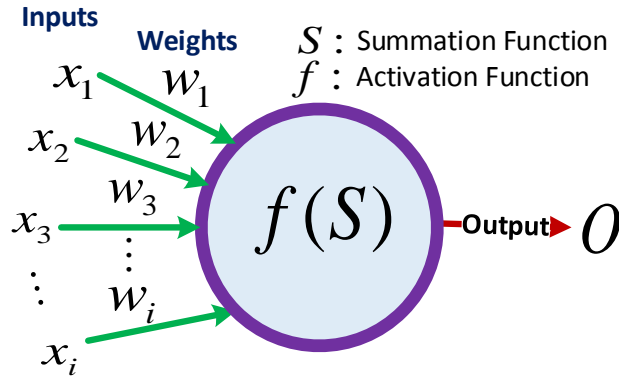 Inputs
Weights
S : Summation Function
f : Activation Function
x₁
w₁
x₂
w₂
x₃
w₃
⋮
⋱
wᵢ
xᵢ
f(S)
Output
O